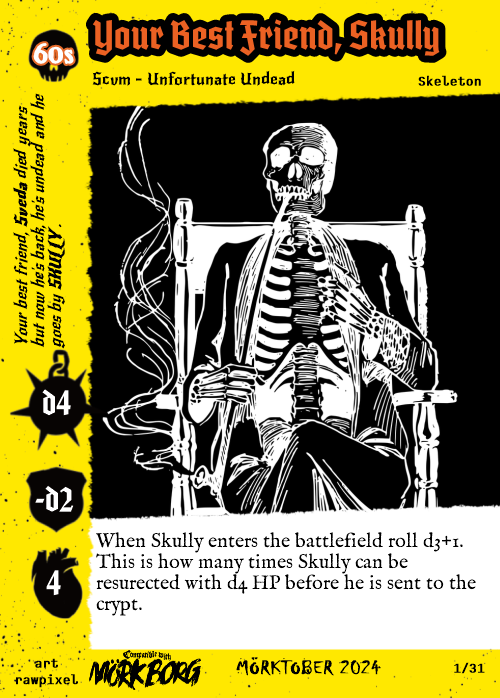 60s
Your Best Friend, Skully
Scvm - Unfortunate Undead
Skeleton
Your best friend, Sveda died years
but now he's back, he's undead and he
goes by SKULLY.
d4
-d2
4
When Skully enters the battlefield roll d3+1.
This is how many times Skully can be
resurected with d4 HP before he is sent to the
crypt.
art
rawpixel
Compatible with
MÖRK BORG
MÖRKTOBER 2024
1/31